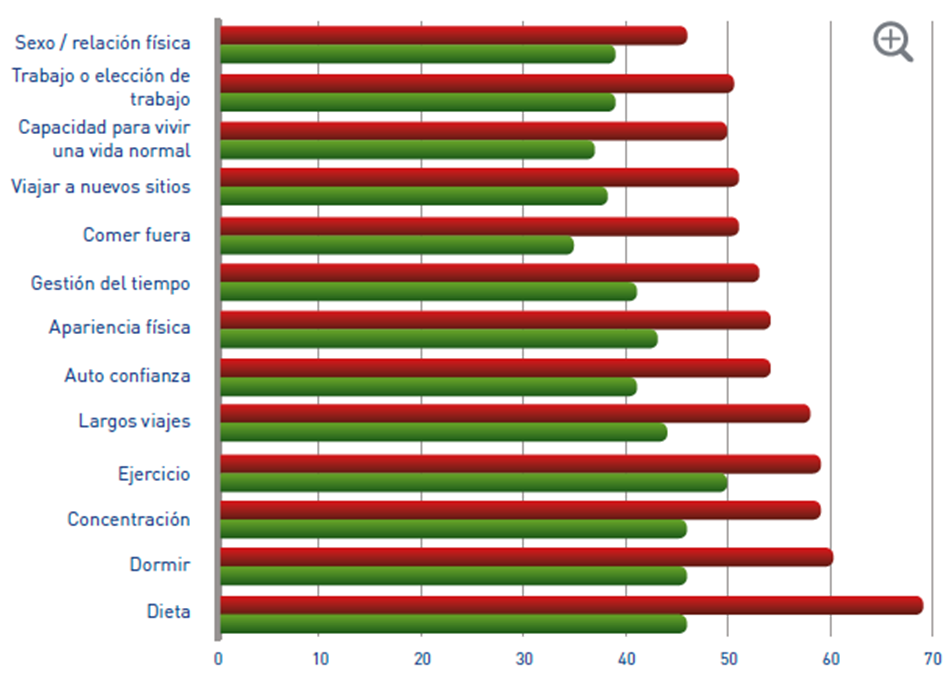 Sexo / relación física
Trabajo o elección de
trabajo
Capacidad para vivir
una vida normal
Viajar a nuevos sitios
Comer fuera
Gestión del tiempo
Apariencia física
Auto confianza
Largos viajes
Ejercicio
Concentración
Dormir
Dieta
0 10 20 30 40 50 60 70